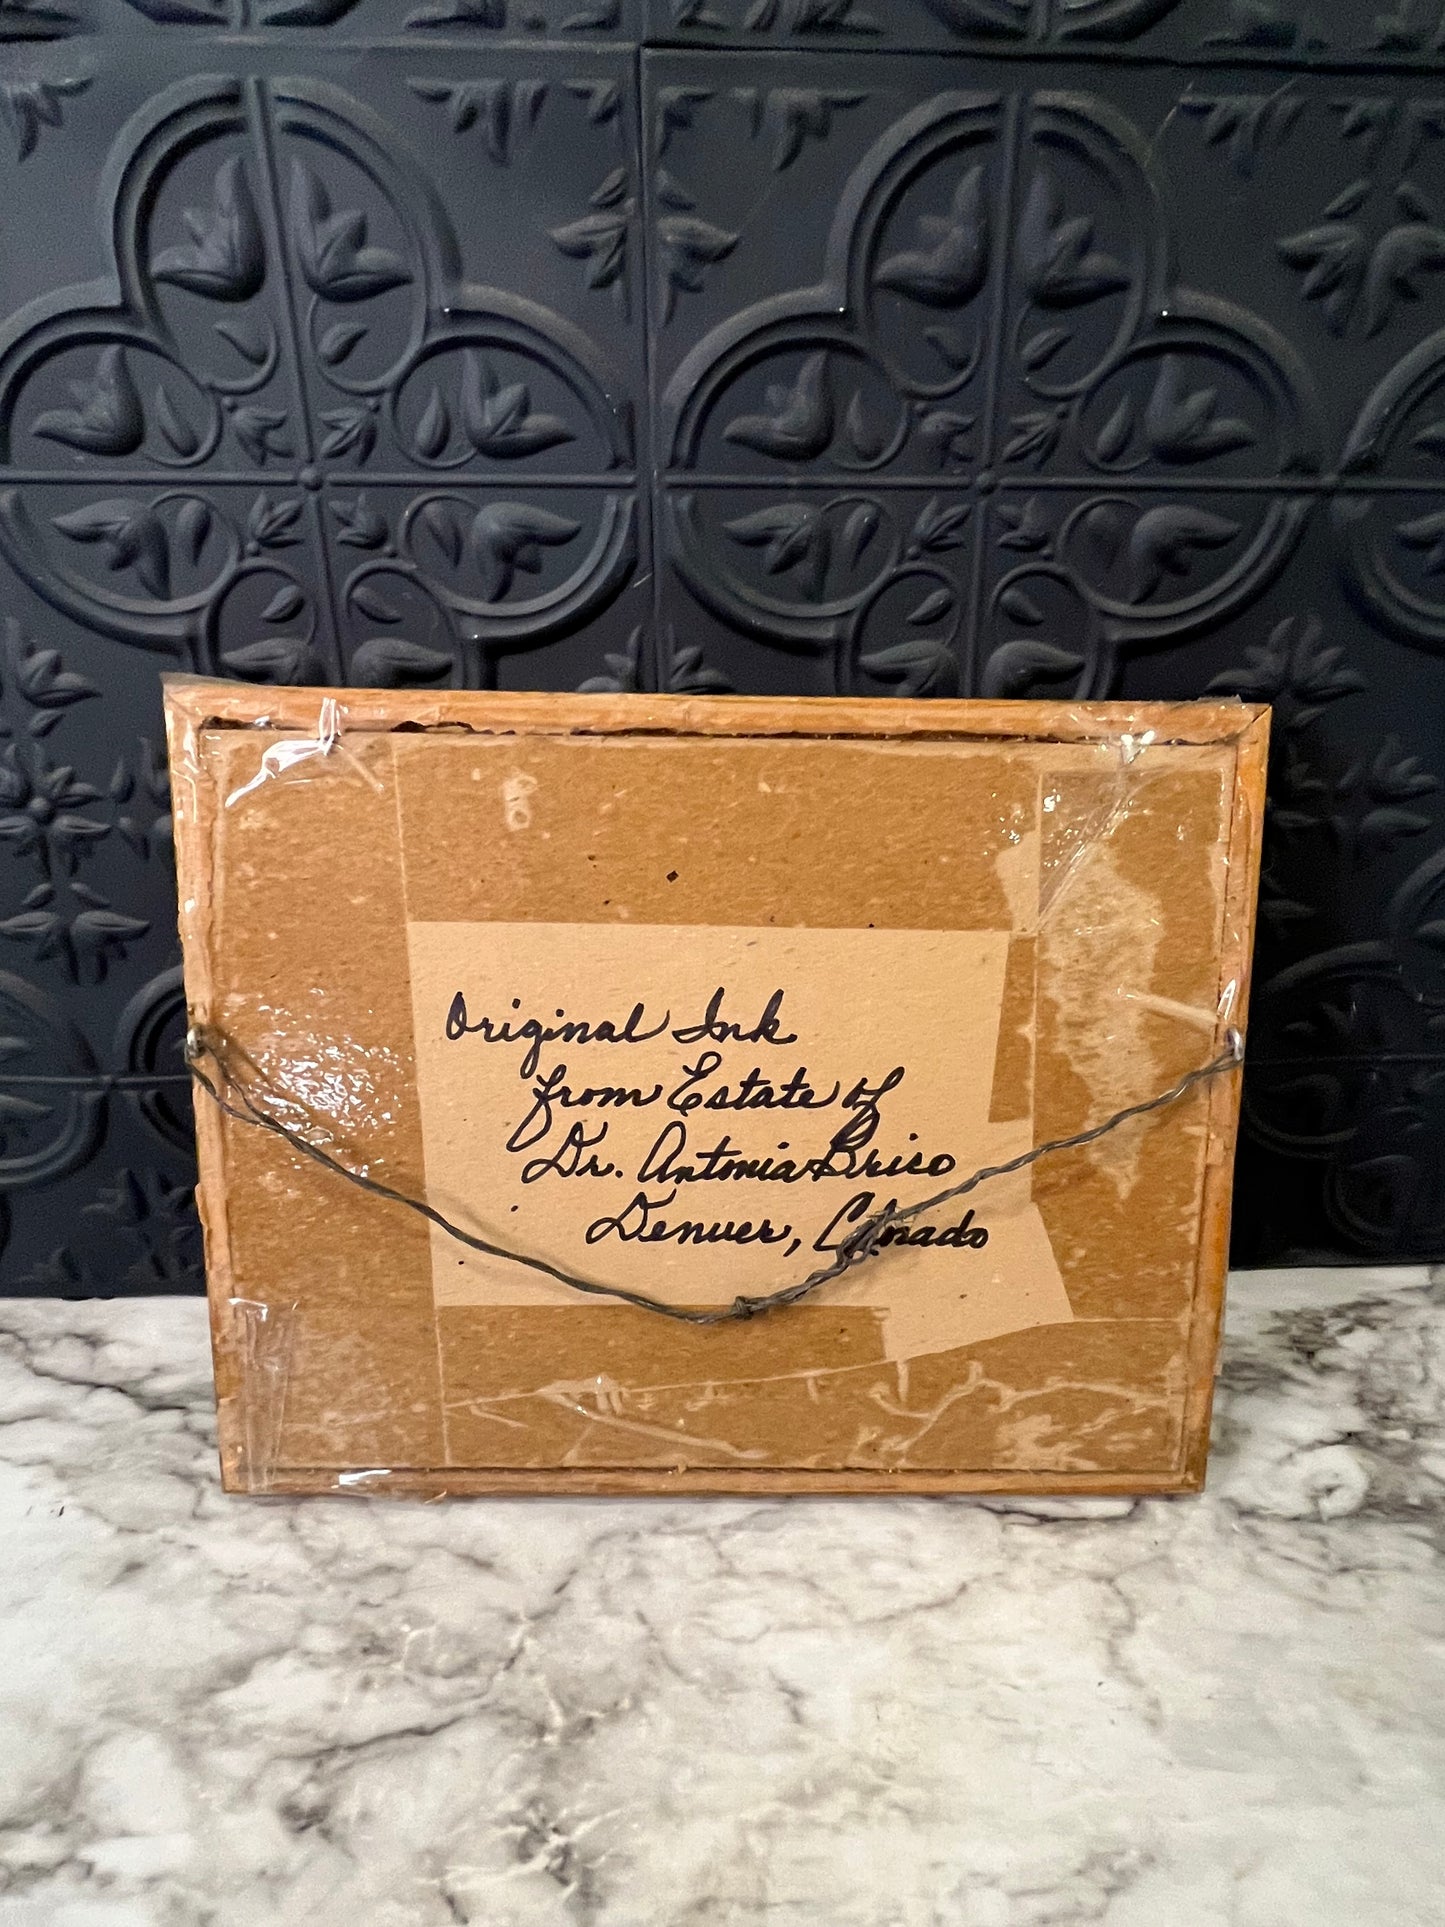 Original Ink
from Estate of
Dr. Antonia Brico
Denver, Colorado